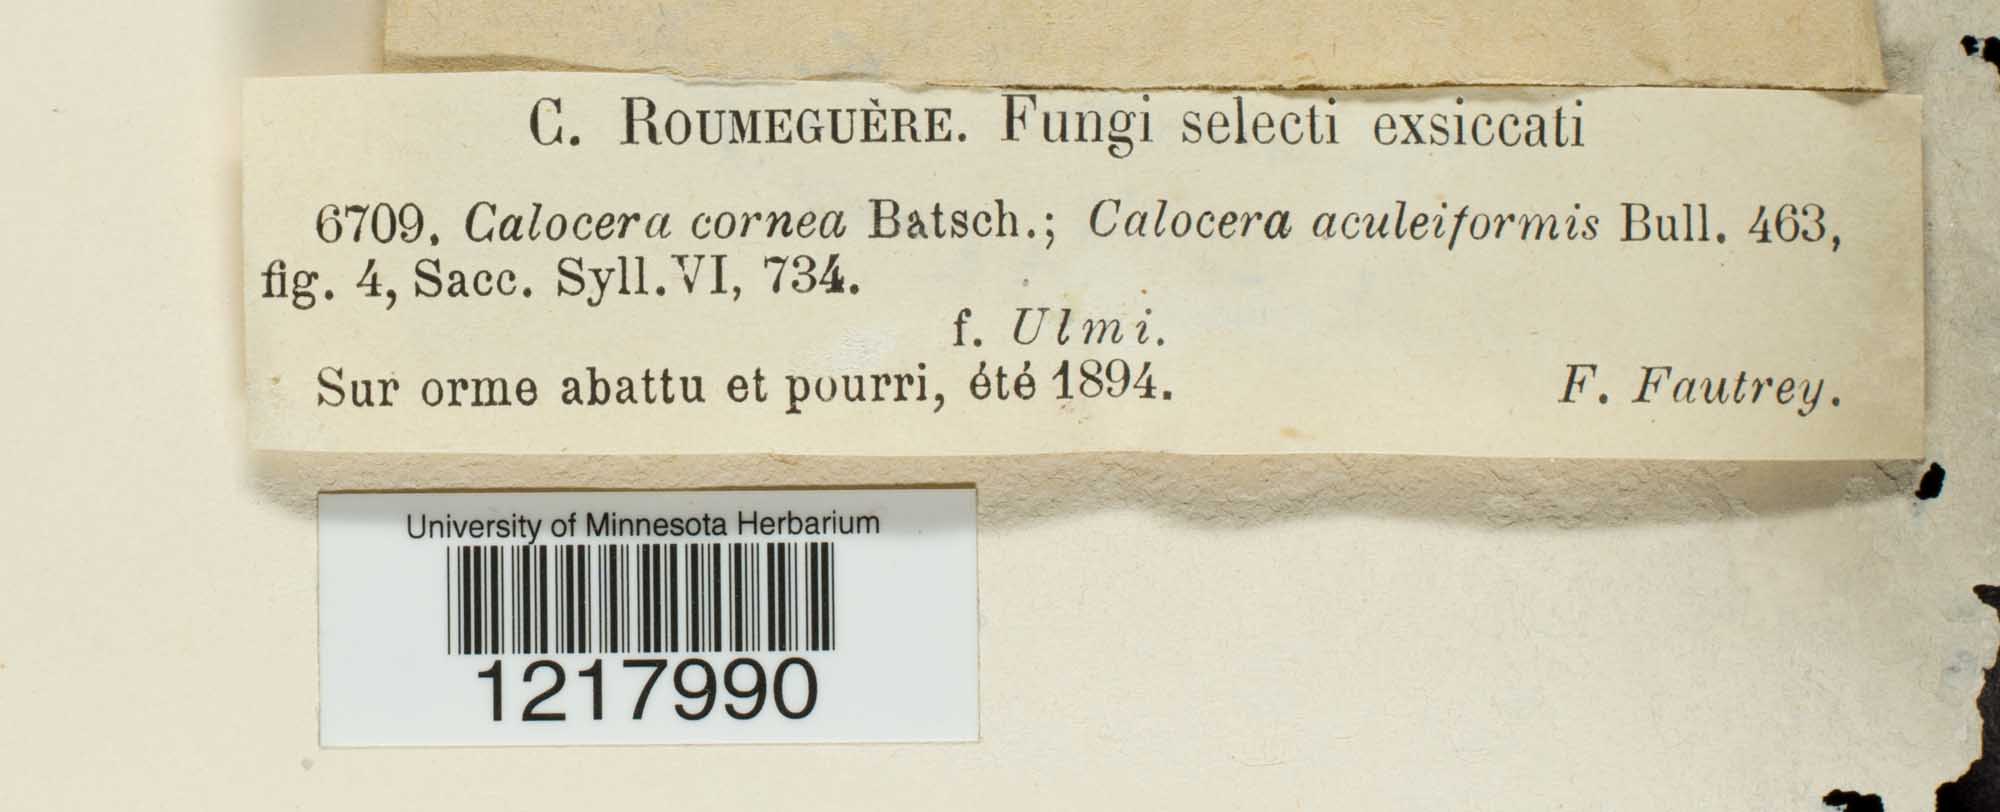 C. ROUMEGUÈRE. Fungi selecti exsiccati
6709. Calocera cornea Batsch.; Calocera aculeiformis Bull. 463,
fig. 4, Sacc. Syll. VI, 734.
f. Ulmi.
Sur orme abattu et pourri, été 1894. F. Fautrey.
University of Minnesota Herbarium
1217990